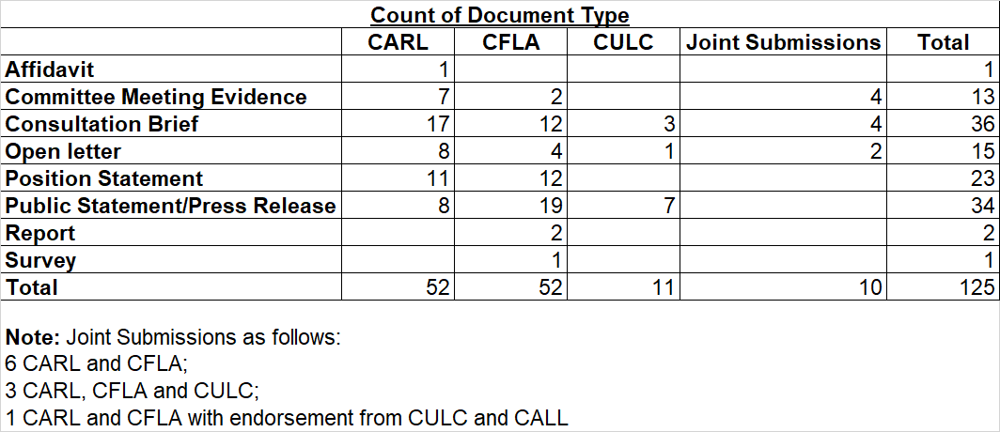 Count of Document Type
CARL CFLA CULC Joint Submissions Total
Affidavit 1 1
Committee Meeting Evidence 7 2 4 13
Consultation Brief 17 12 3 4 36
Open letter 8 4 1 2 15
Position Statement 11 12 23
Public Statement/Press Release 8 19 7 34
Report 2 2
Survey 1 1
Total 52 52 11 10 125
Note: Joint Submissions as follows:
6 CARL and CFLA;
3 CARL, CFLA and CULC;
1 CARL and CFLA with endorsement from CULC and CALL